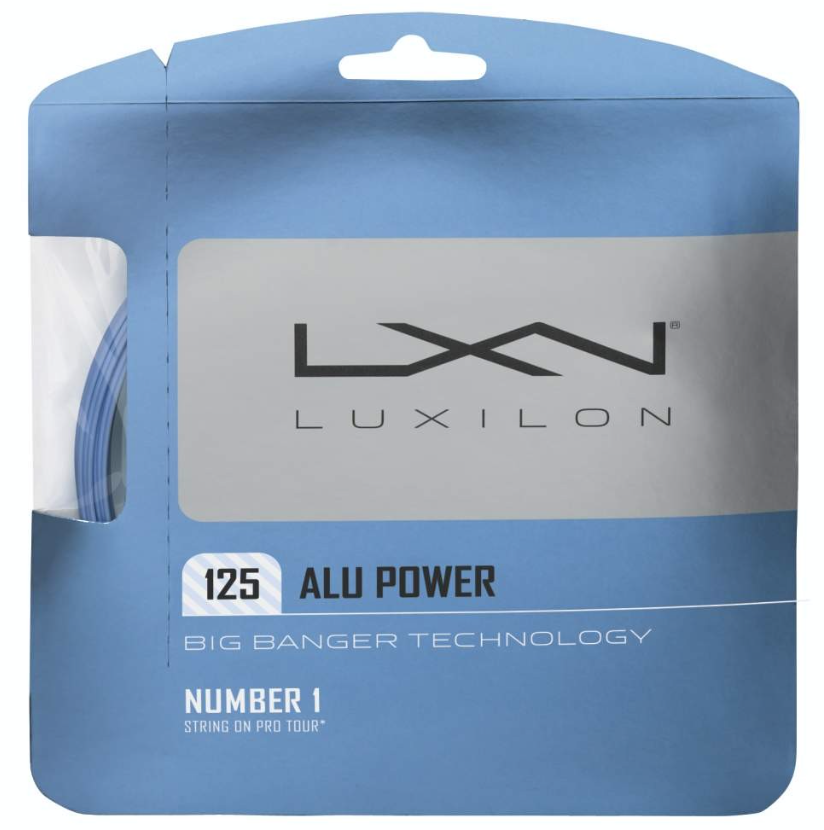 LXN®
LUXILON
125 ALU POWER
BIG BANGER TECHNOLOGY
NUMBER 1
STRING ON PRO TOUR*